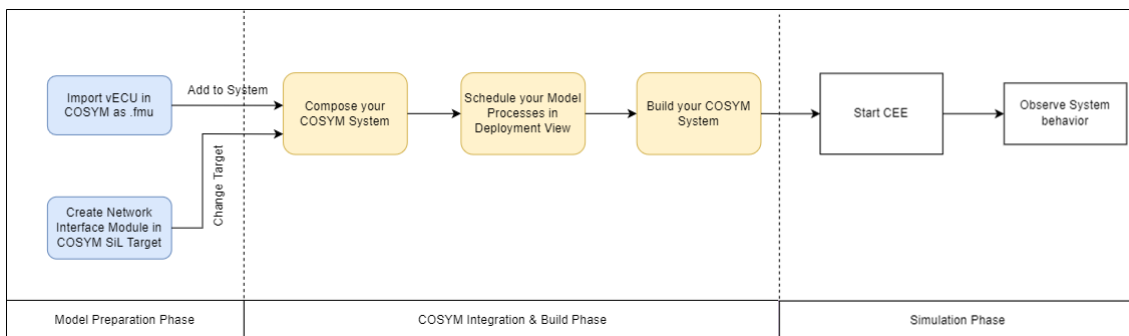 Import vECU in
COSYM as .fmu
Add to System
Compose your
COSYM System
Schedule your Model
Processes in
Deployment View
Build your COSYM
System
Start CEE
Observe System
behavior
Change Target
Create Network
Interface Module in
COSYM SiL Target
Model Preparation Phase
COSYM Integration & Build Phase
Simulation Phase